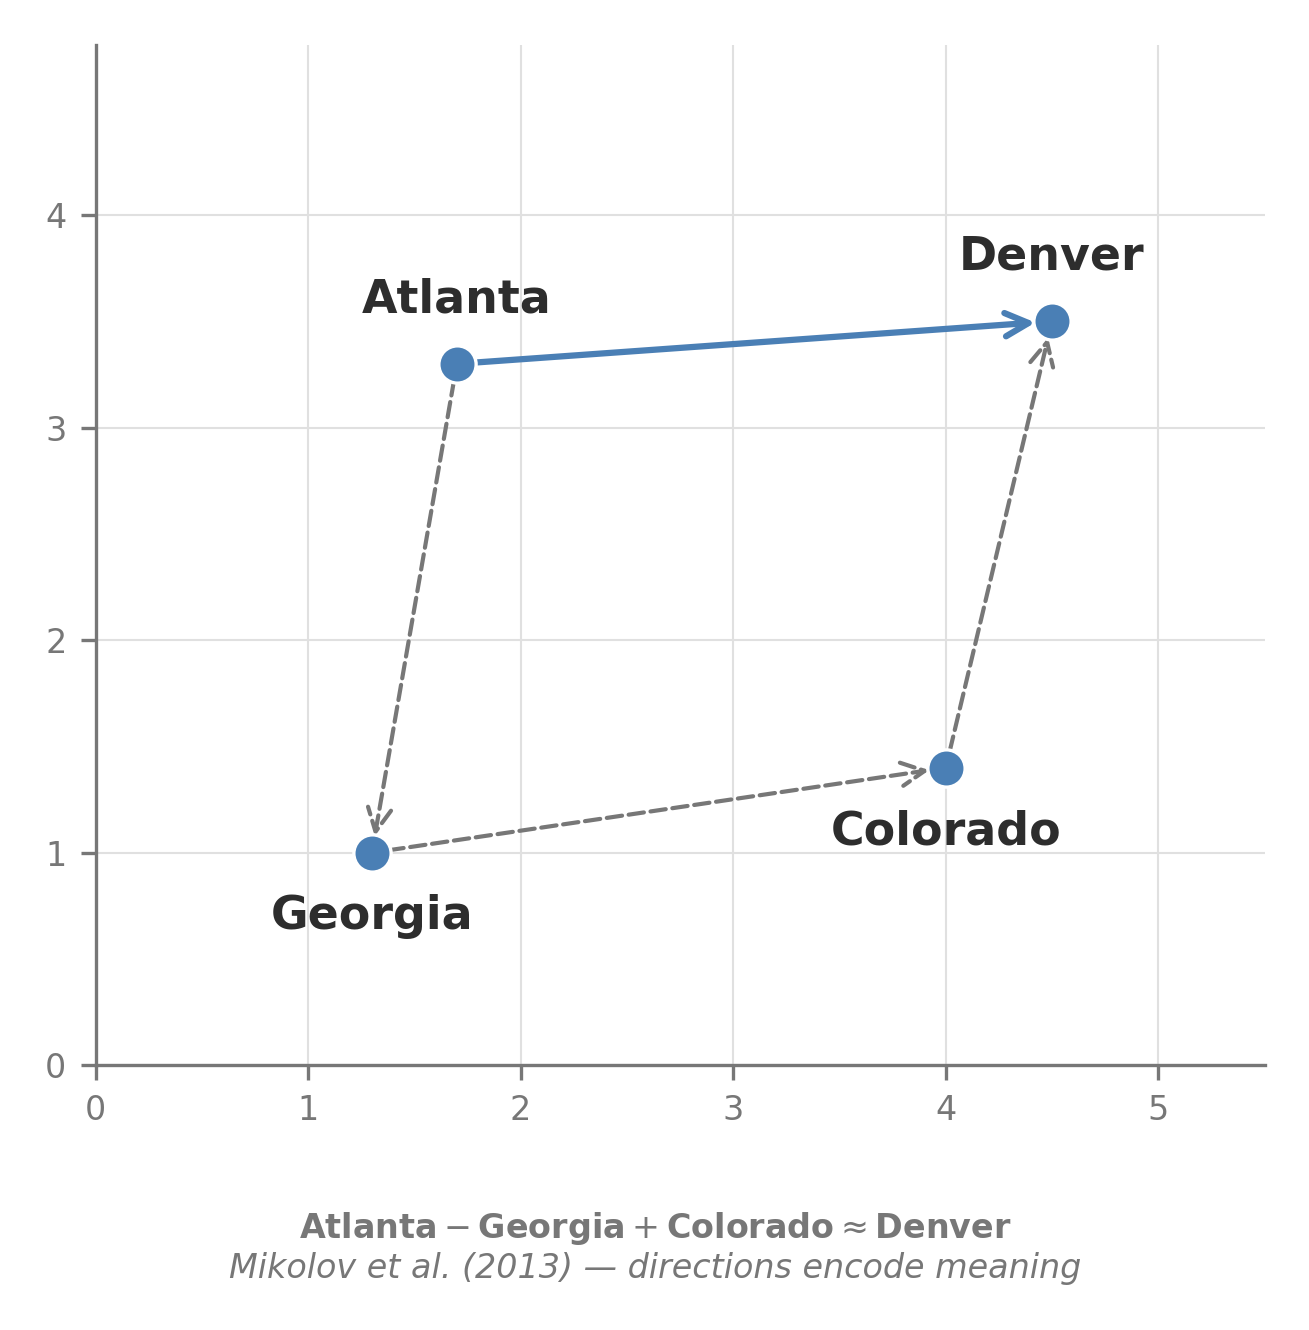 4
Denver
Atlanta
3
2
Colorado
1
Georgia
0
0 1 2 3 4 5
Atlanta − Georgia + Colorado ≈ Denver
Mikolov et al. (2013) — directions encode meaning